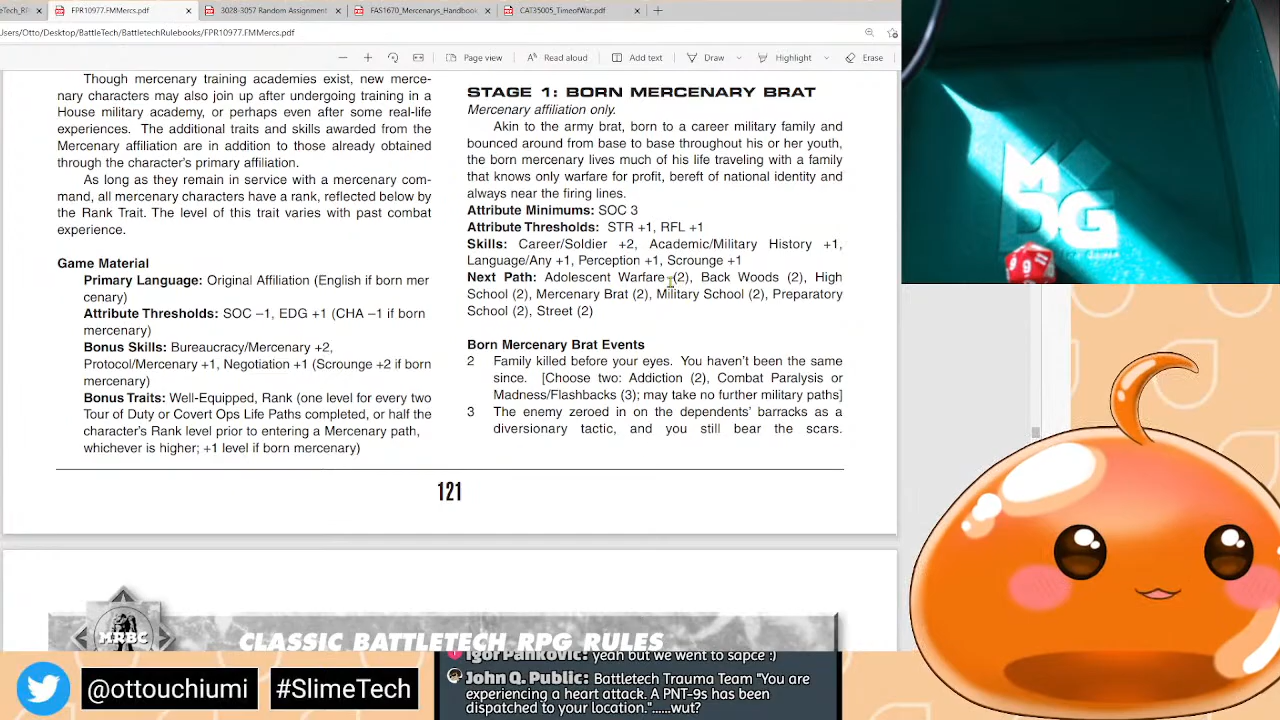 eTech_R
FPR10977.FMMercs.pdf
3028-3057 Random Assignment
FAS1670_Mercenarys_Handbook
CAT35005_TimeofWar.pdf
Users/Otto/Desktop/BattleTech/BattletechRulebooks/FPR10977.FMMercs.pdf
Page view
Read aloud
Add text
Draw
Highlight
Erase
Though mercenary training academies exist, new merce-
nary characters may also join up after undergoing training in a
House military academy, or perhaps even after some real-life
experiences. The additional traits and skills awarded from the
Mercenary affiliation are in addition to those already obtained
through the character's primary affiliation.
As long as they remain in service with a mercenary com-
mand, all mercenary characters have a rank, reflected below by
the Rank Trait. The level of this trait varies with past combat
experience.
Game Material
Primary Language: Original Affiliation (English if born mer
cenary)
Attribute Thresholds: SOC –1, EDG +1 (CHA –1 if born
mercenary)
Bonus Skills: Bureaucracy/Mercenary +2,
Protocol/Mercenary +1, Negotiation +1 (Scrounge +2 if born
mercenary)
Bonus Traits: Well-Equipped, Rank (one level for every two
Tour of Duty or Covert Ops Life Paths completed, or half the
character's Rank level prior to entering a Mercenary path,
whichever is higher; +1 level if born mercenary)
STAGE 1: BORN MERCENARY BRAT
Mercenary affiliation only.
Akin to the army brat, born to a career military family and
bounced around from base to base throughout his or her youth,
the born mercenary lives much of his life traveling with a family
that knows only warfare for profit, bereft of national identity and
always near the firing lines.
Attribute Minimums: SOC 3
Attribute Thresholds: STR +1, RFL +1
Skills: Career/Soldier +2, Academic/Military History +1,
Language/Any +1, Perception +1, Scrounge +1
Next Path: Adolescent Warfare (2), Back Woods (2), High
School (2), Mercenary Brat (2), Military School (2), Preparatory
School (2), Street (2)
Born Mercenary Brat Events
2 Family killed before your eyes. You haven't been the same
since. [Choose two: Addiction (2), Combat Paralysis or
Madness/Flashbacks (3); may take no further military paths]
3 The enemy zeroed in on the dependents' barracks as a
diversionary tactic, and you still bear the scars.
121
MRBC
CLASSIC BATTLETECH RPG RULES
@ottouchiumi
#SlimeTech
Igor Pankovic: yeah but we went to sapce :)
John Q. Public: Battletech Trauma Team "You are
experiencing a heart attack. A PNT-9s has been
dispatched to your location."......wut?